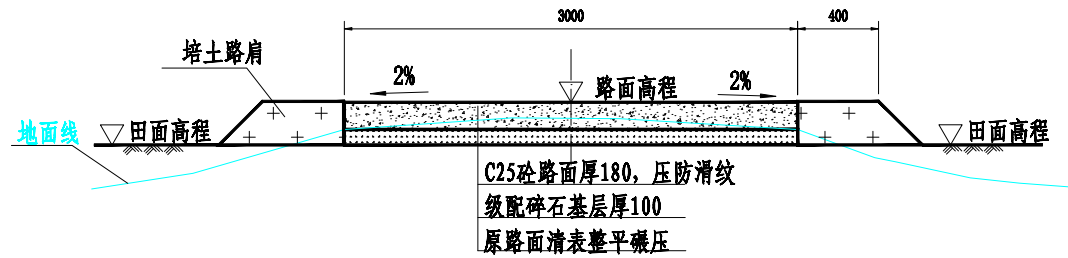 3000
400
培土路肩
2%
路面高程
2%
地面线
田面高程
田面高程
C25砼路面厚180，压防滑纹
级配碎石基层厚100
原路面清表整平碾压